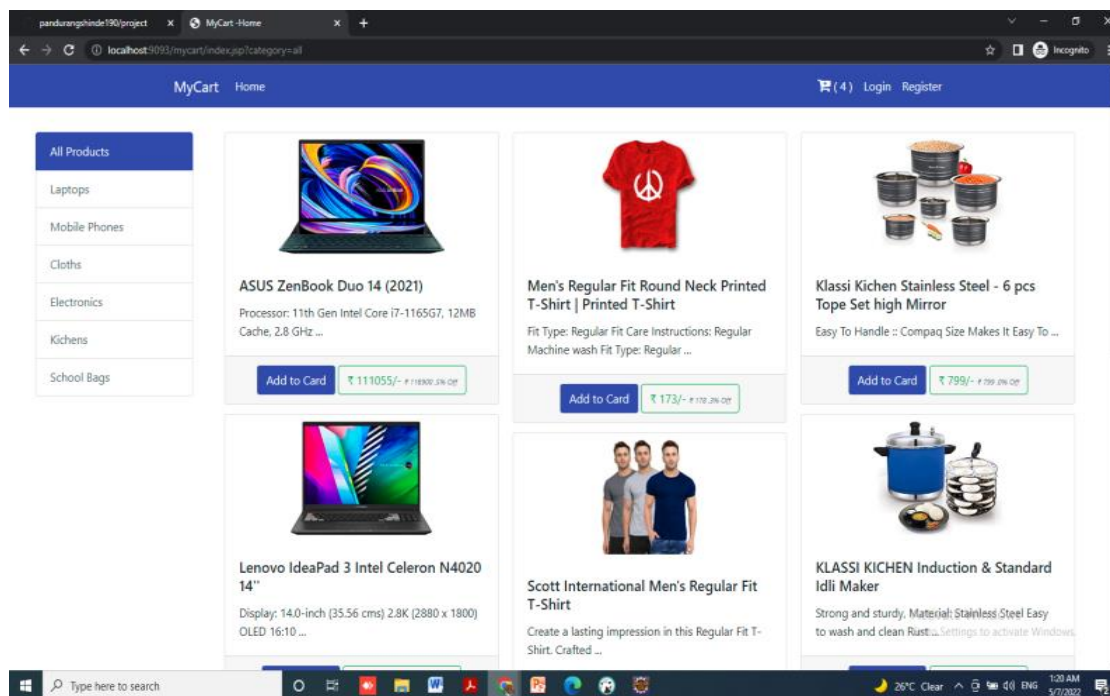 pandurangshinde190/project
MyCart -Home
localhost:9093/mycart/index.jsp?category=all
Incognito
MyCart Home
( 4 ) Login Register
All Products
Laptops
Mobile Phones
Cloths
Electronics
Kichens
School Bags
ASUS ZenBook Duo 14 (2021)
Processor: 11th Gen Intel Core i7-1165G7, 12MB
Cache, 2.8 GHz ...
Add to Card ₹ 111055/-
Lenovo IdeaPad 3 Intel Celeron N4020
14''
Display: 14.0-inch (35.56 cms) 2.8K (2880 x 1800)
OLED 16:10 ...
Men's Regular Fit Round Neck Printed
T-Shirt | Printed T-Shirt
Fit Type: Regular Fit Care Instructions: Regular
Machine wash Fit Type: Regular ...
Add to Card ₹ 173/-
Scott International Men's Regular Fit
T-Shirt
Create a lasting impression in this Regular Fit T-
Shirt. Crafted ...
Klassi Kichen Stainless Steel - 6 pcs
Tope Set high Mirror
Easy To Handle :: Compaq Size Makes It Easy To ...
Add to Card ₹ 799/- ₹ 799 ,0% Off
KLASSI KICHEN Induction & Standard
Idli Maker
Strong and sturdy, Material: Stainless Steel Easy
to wash and clean Rust ...
Settings to activate Windows.
Type here to search
26°C Clear ENG
1:20 AM
5/7/2022